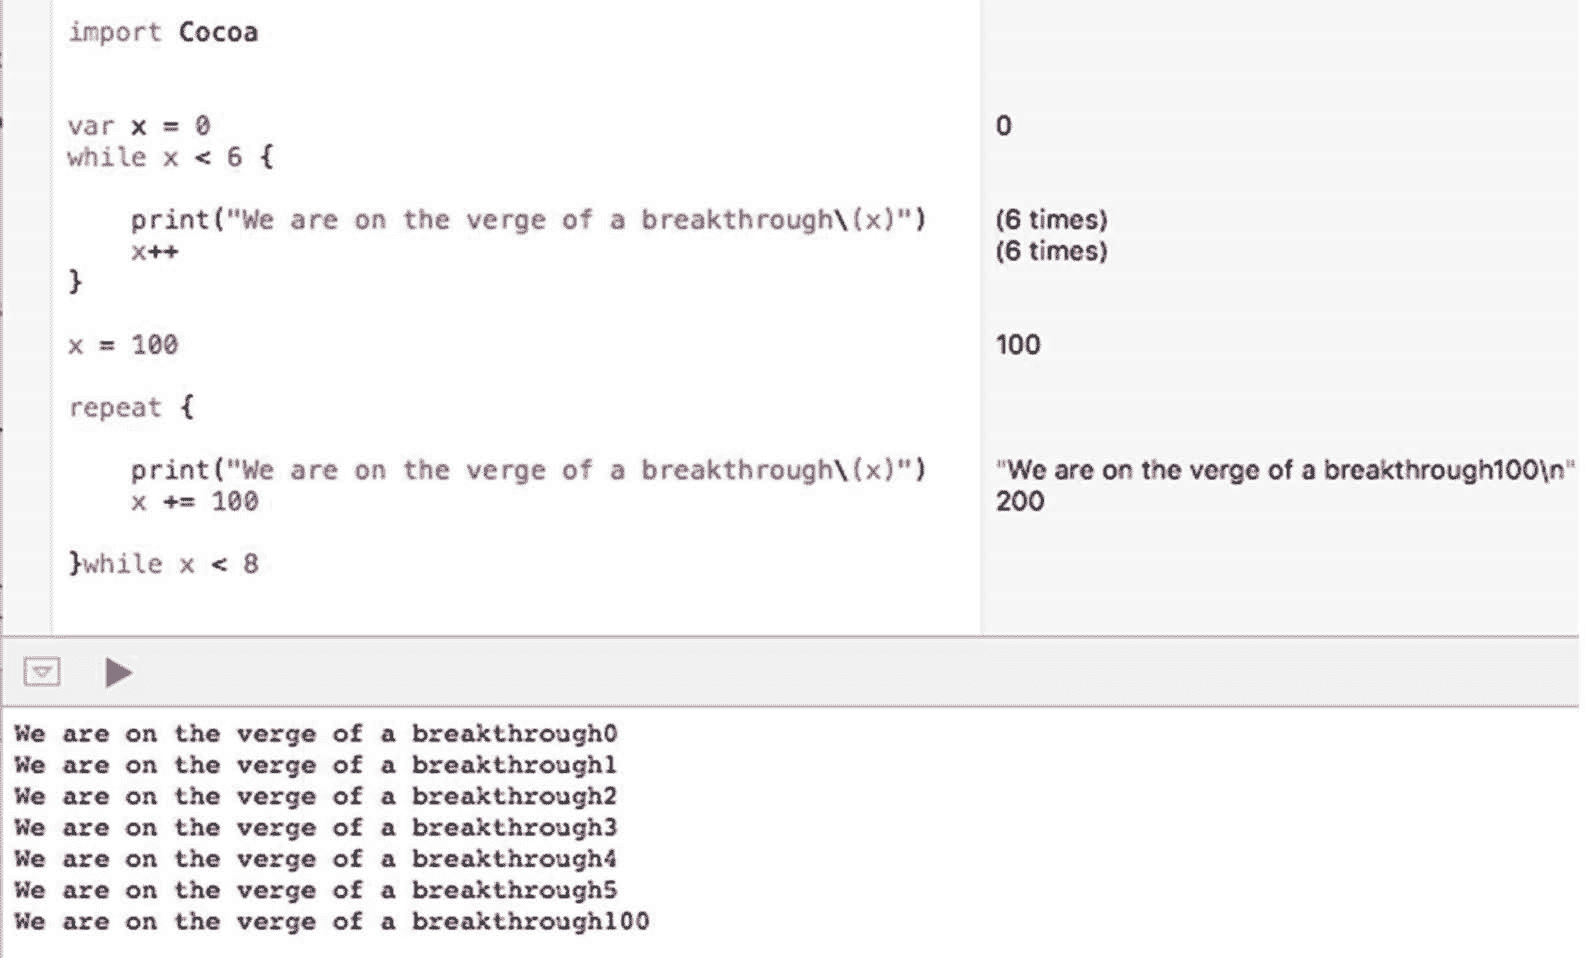 import Cocoa
var x = 0
0
while x < 6 {
print("We are on the verge of a breakthrough\(x)")
(6 times)
x++
(6 times)
}
x = 100
100
repeat {
print("We are on the verge of a breakthrough\(x)")
"We are on the verge of a breakthrough100\n"
x += 100
200
}while x < 8
We are on the verge of a breakthrough0
We are on the verge of a breakthrough1
We are on the verge of a breakthrough2
We are on the verge of a breakthrough3
We are on the verge of a breakthrough4
We are on the verge of a breakthrough5
We are on the verge of a breakthrough100